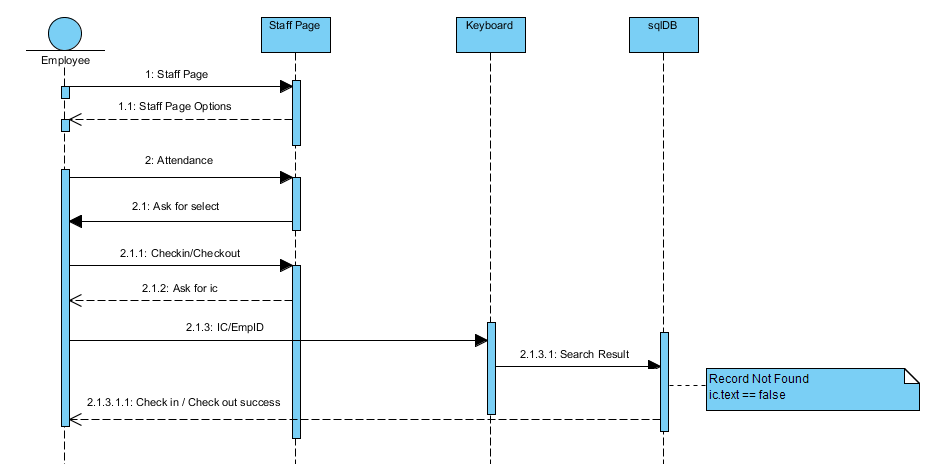 Employee
Staff Page
Keyboard
sqlDB
1: Staff Page
1.1: Staff Page Options
2: Attendance
2.1: Ask for select
2.1.1: Checkin/Checkout
2.1.2: Ask for ic
2.1.3: IC/EmpID
2.1.3.1: Search Result
Record Not Found
ic.text == false
2.1.3.1.1: Check in / Check out success